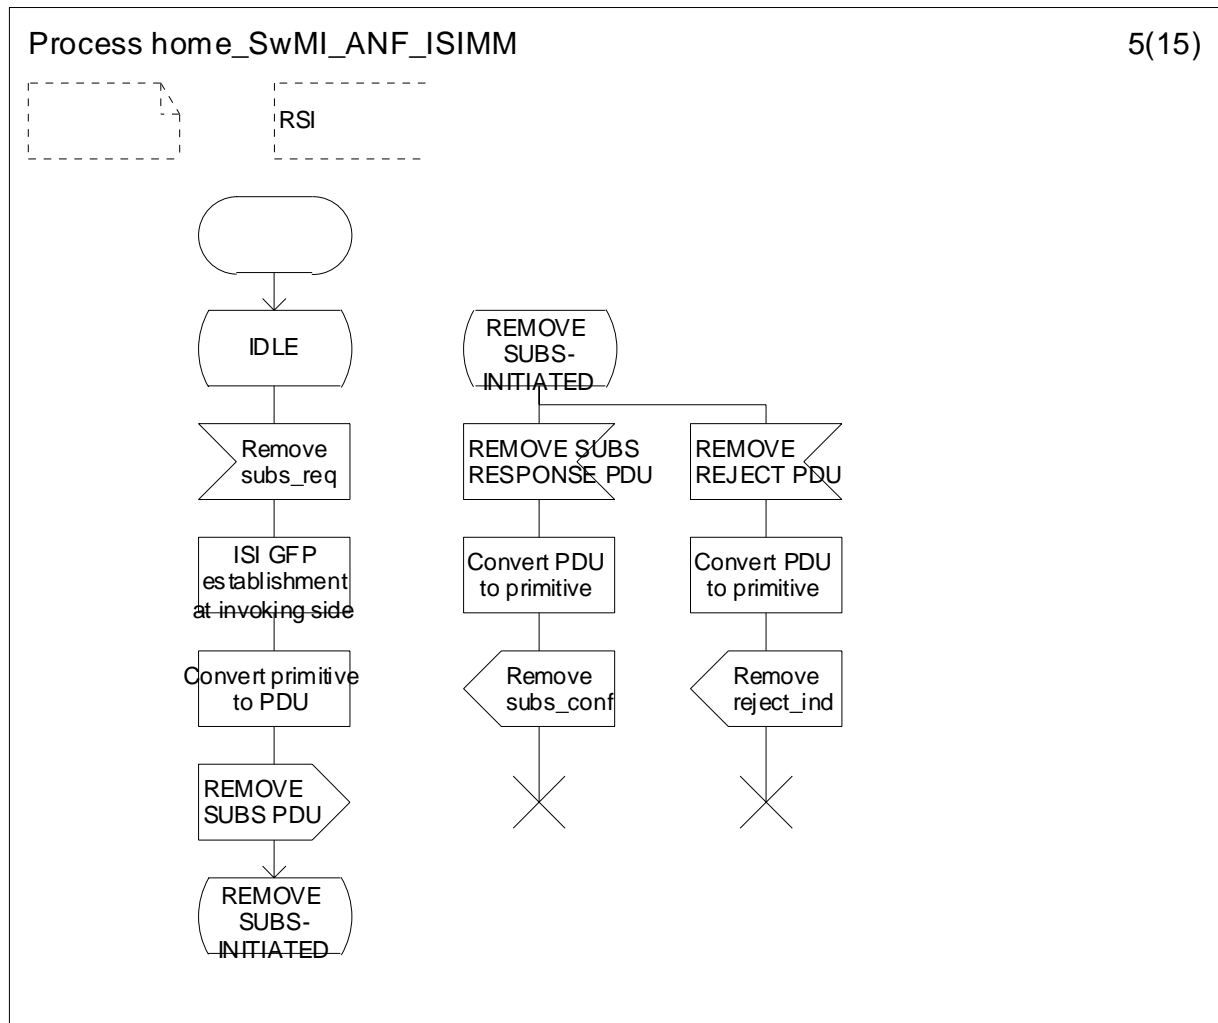 Process home_SwMI_ANF_ISIMM
5(15)
RSI
IDLE
Remove
subs_req
ISI GFP
establishment
at invoking side
Convert primitive
to PDU
REMOVE
SUBS PDU
REMOVE
SUBS-
INITIATED
REMOVE
SUBS-
INITIATED
REMOVE SUBS
RESPONSE PDU
Convert PDU
to primitive
Remove
subs_conf
REMOVE
REJECT PDU
Convert PDU
to primitive
Remove
reject_ind